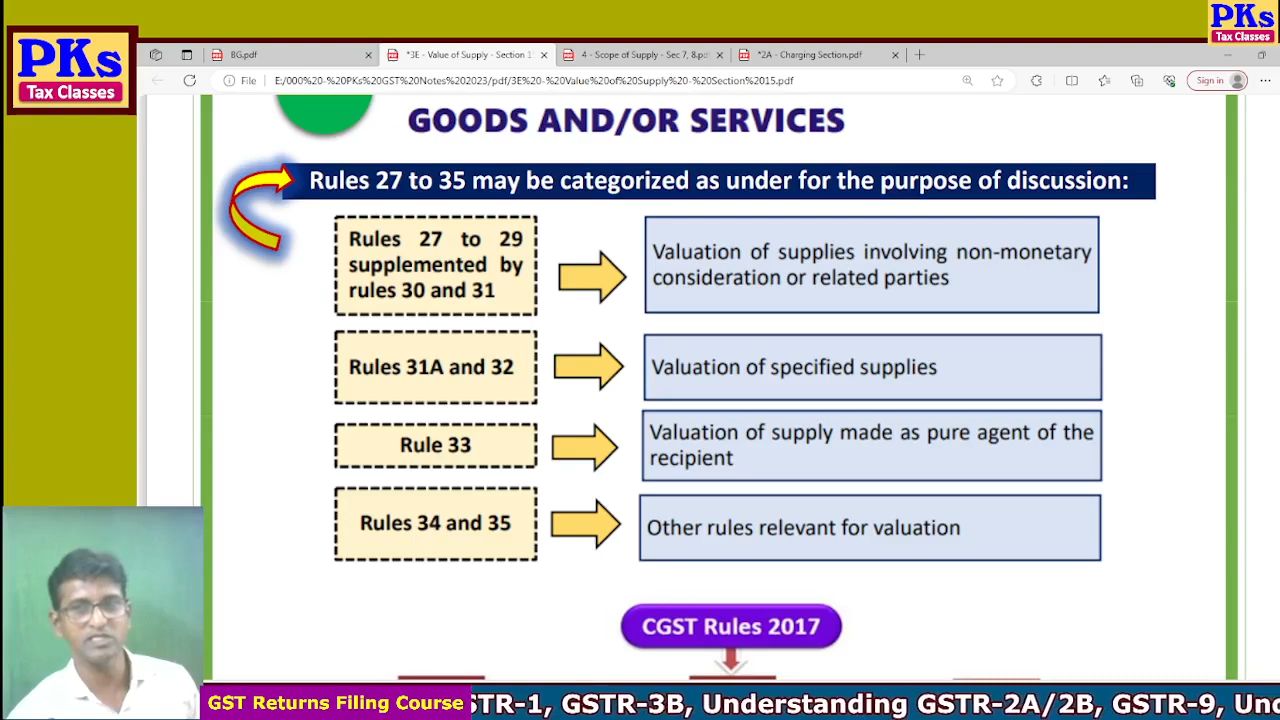 PKs
Tax Classes
PKs
Tax Classes
BG.pdf
*3E - Value of Supply - Section 1
4 - Scope of Supply - Sec 7, 8.pd
*2A - Charging Section.pdf
File
E:/000%20-%20PKs%20GST%20Notes%202023/pdf/3E%20-%20Value%20of%20Supply%20-%20Section%2015.pdf
Sign in
GOODS AND/OR SERVICES
Rules 27 to 35 may be categorized as under for the purpose of discussion:
Rules 27 to 29
supplemented by
rules 30 and 31
Valuation of supplies involving non-monetary
consideration or related parties
Rules 31A and 32
Valuation of specified supplies
Rule 33
Valuation of supply made as pure agent of the
recipient
Rules 34 and 35
Other rules relevant for valuation
CGST Rules 2017
GST Returns Filing Course
STR-1, GSTR-3B, Understanding GSTR-2A/2B, GSTR-9, Und